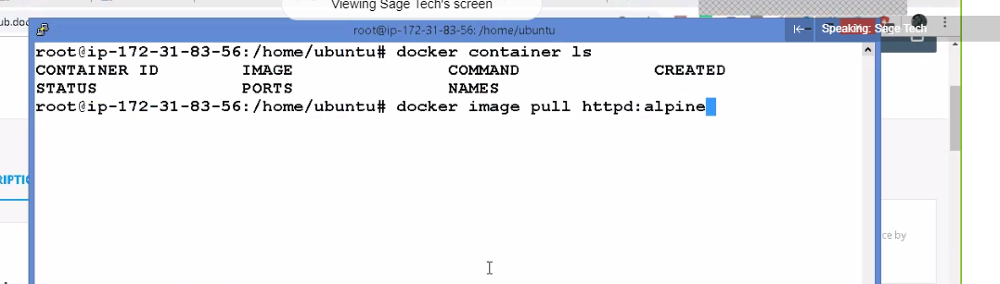 Viewing Sage Tech's screen
ub.doc
root@ip-172-31-83-56: /home/ubuntu
Speaking: Sage Tech
root@ip-172-31-83-56:/home/ubuntu# docker container ls
CONTAINER ID IMAGE COMMAND CREATED
STATUS PORTS NAMES
root@ip-172-31-83-56:/home/ubuntu# docker image pull httpd:alpine
RIPTIO
ce by